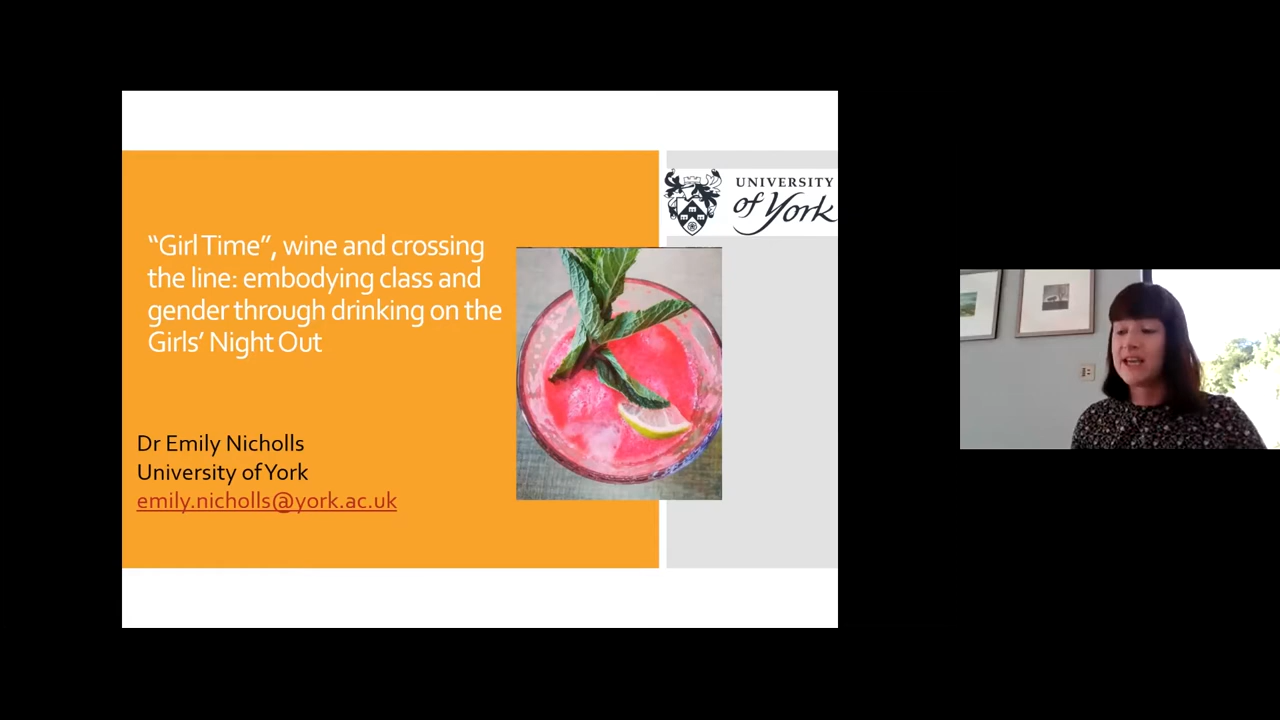 UNIVERSITY
of York
“Girl Time”, wine and crossing
the line: embodying class and
gender through drinking on the
Girls’ Night Out
Dr Emily Nicholls
University of York
emily.nicholls@york.ac.uk